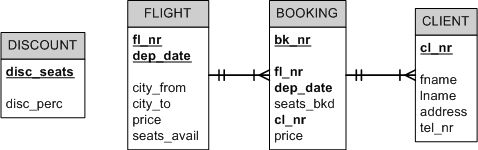 DISCOUNT
disc_seats
disc_perc
FLIGHT
fl_nr
dep_date
city_from
city_to
price
seats_avail
BOOKING
bk_nr
fl_nr
dep_date
seats_bkd
cl_nr
price
CLIENT
cl_nr
fname
lname
address
tel_nr